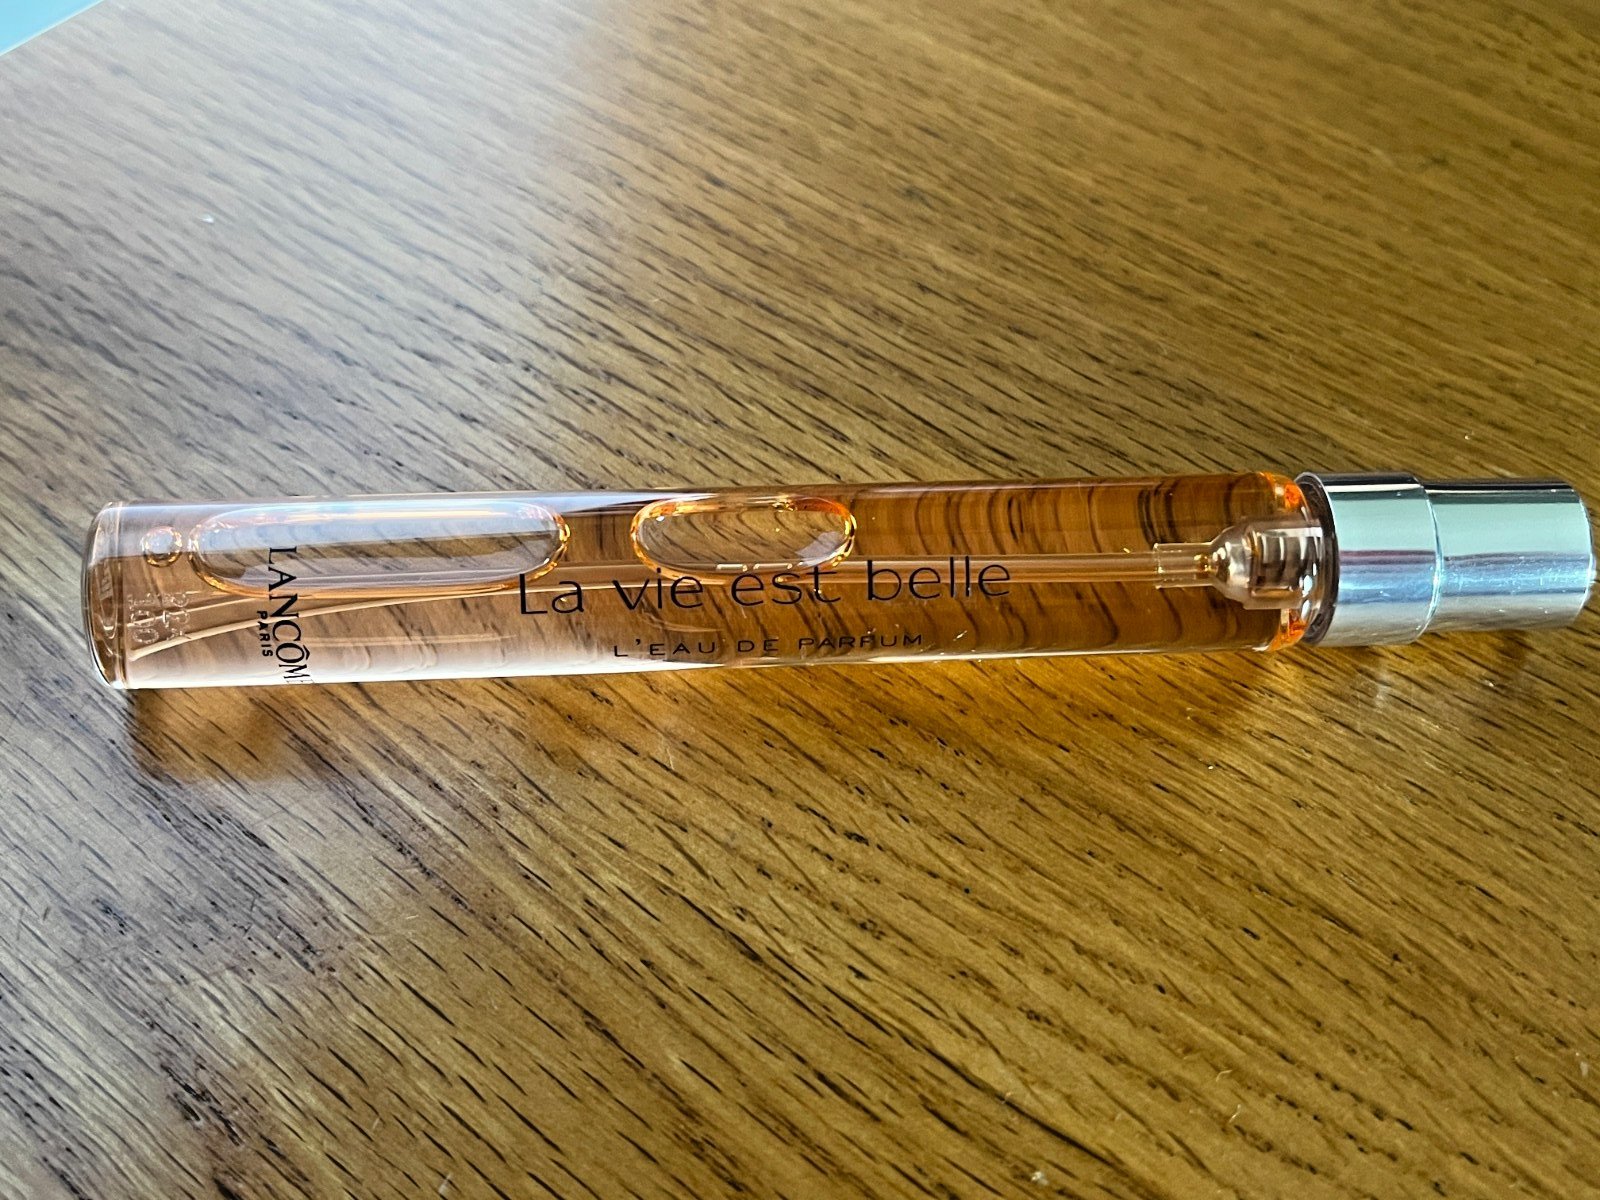 La vie est belle
L'EAU DE PARFUM
LANCÔME
PARIS